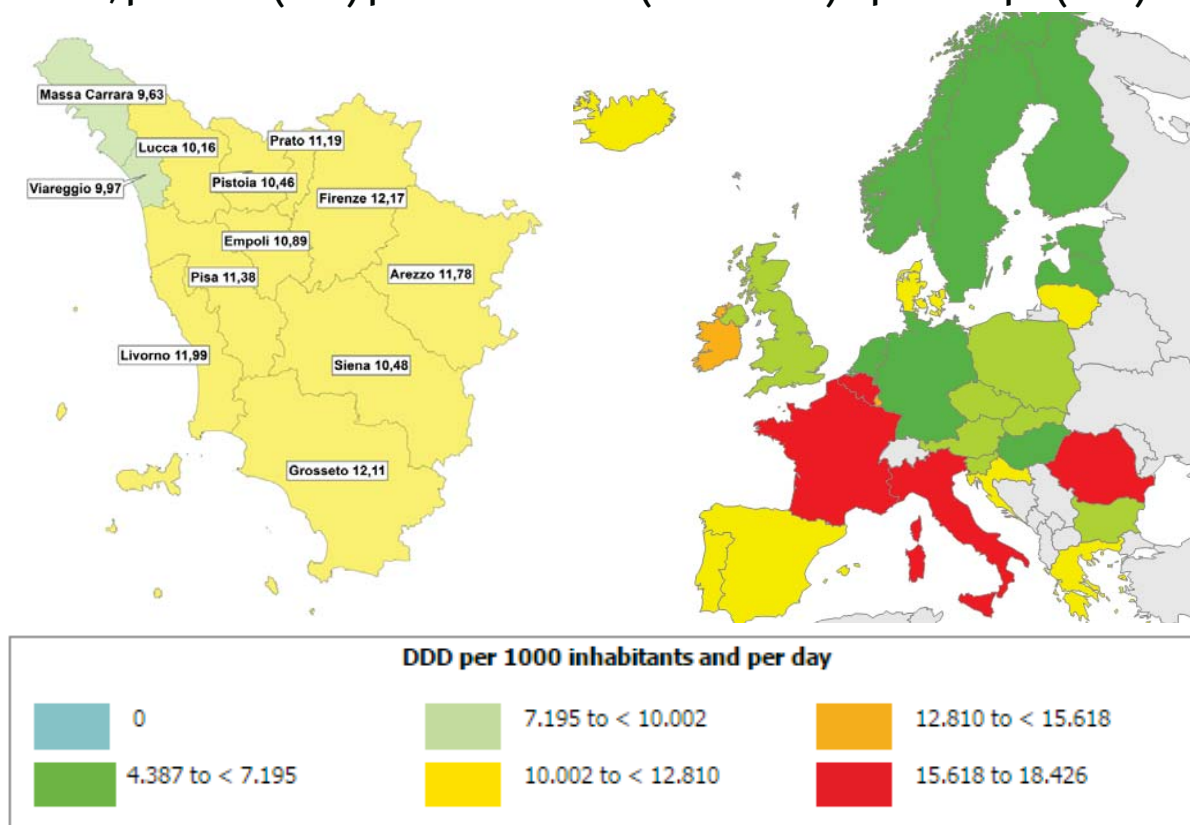 Massa Carrara 9,63
Prato 11,19
Lucca 10,16
Viareggio 9,97
Pistoia 10,46
Firenze 12,17
Empoli 10,89
Pisa 11,38
Arezzo 11,78
Livorno 11,99
Siena 10,48
Grosseto 12,11
DDD per 1000 inhabitants and per day
0
7.195 to < 10.002
12.810 to < 15.618
4.387 to < 7.195
10.002 to < 12.810
15.618 to 18.426